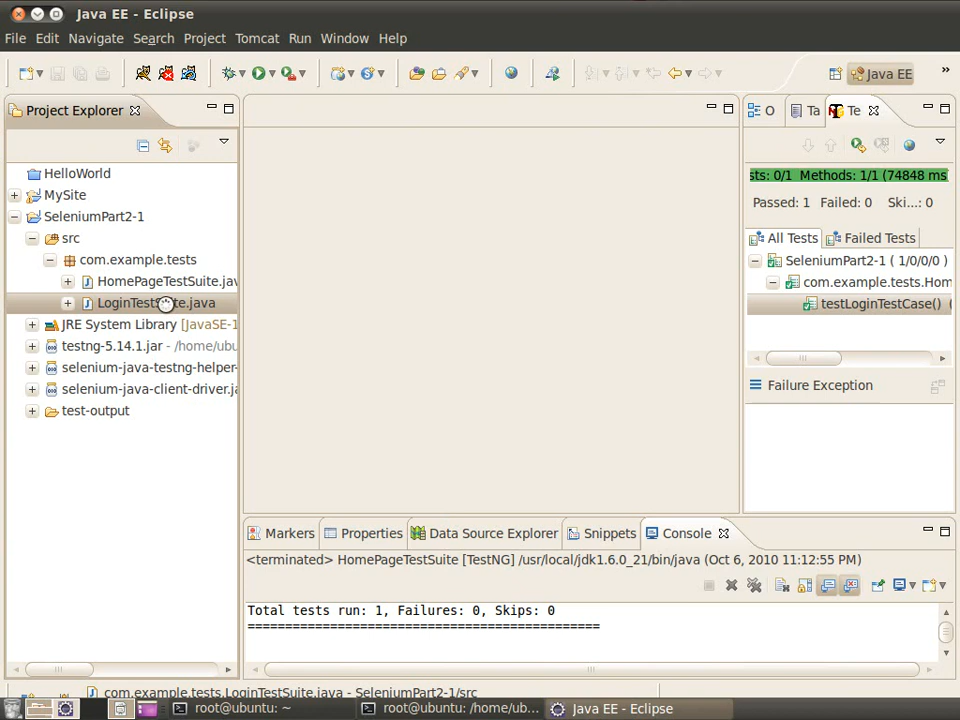 Java EE - Eclipse
File Edit Navigate Search Project Tomcat Run Window Help
Java EE
»
Project Explorer
O
Ta
Te
HelloWorld
MySite
SeleniumPart2-1
src
com.example.tests
HomePageTestSuite.jav
LoginTestSuite.java
JRE System Library [JavaSE-1
testng-5.14.1.jar - /home/ubu
selenium-java-testng-helper-
selenium-java-client-driver.ja
test-output
sts: 0/1 Methods: 1/1 (74848 ms
Passed: 1 Failed: 0 Ski...: 0
All Tests Failed Tests
SeleniumPart2-1 ( 1/0/0/0 )
com.example.tests.Hom
testLoginTestCase() (
Failure Exception
Markers Properties Data Source Explorer Snippets Console
<terminated> HomePageTestSuite [TestNG] /usr/local/jdk1.6.0_21/bin/java (Oct 6, 2010 11:12:55 PM)
Total tests run: 1, Failures: 0, Skips: 0
===============================================
com.example.tests.LoginTestSuite.java - SeleniumPart2-1/src
root@ubuntu: ~
root@ubuntu: /home/ub...
Java EE - Eclipse